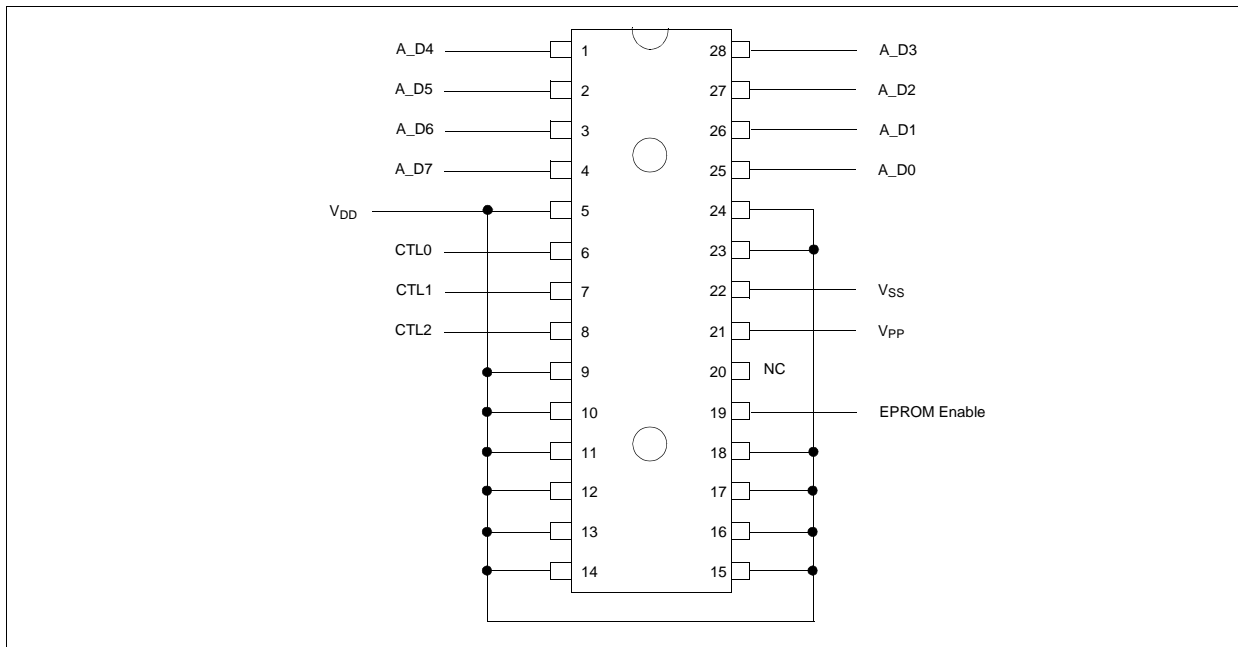 A_D4 1 28 A_D3
A_D5 2 27 A_D2
A_D6 3 26 A_D1
A_D7 4 25 A_D0
VDD 5 24
CTL0 6 23
CTL1 7 22 VSS
CTL2 8 21 VPP
9 20 NC
10 19 EPROM Enable
11 18
12 17
13 16
14 15